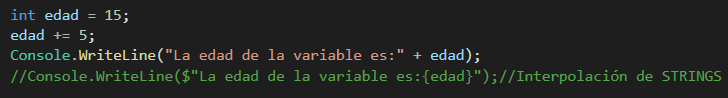 int edad = 15;
edad += 5;
Console.WriteLine("La edad de la variable es:" + edad);
//Console.WriteLine($"La edad de la variable es:{edad}");//Interpolación de STRINGS